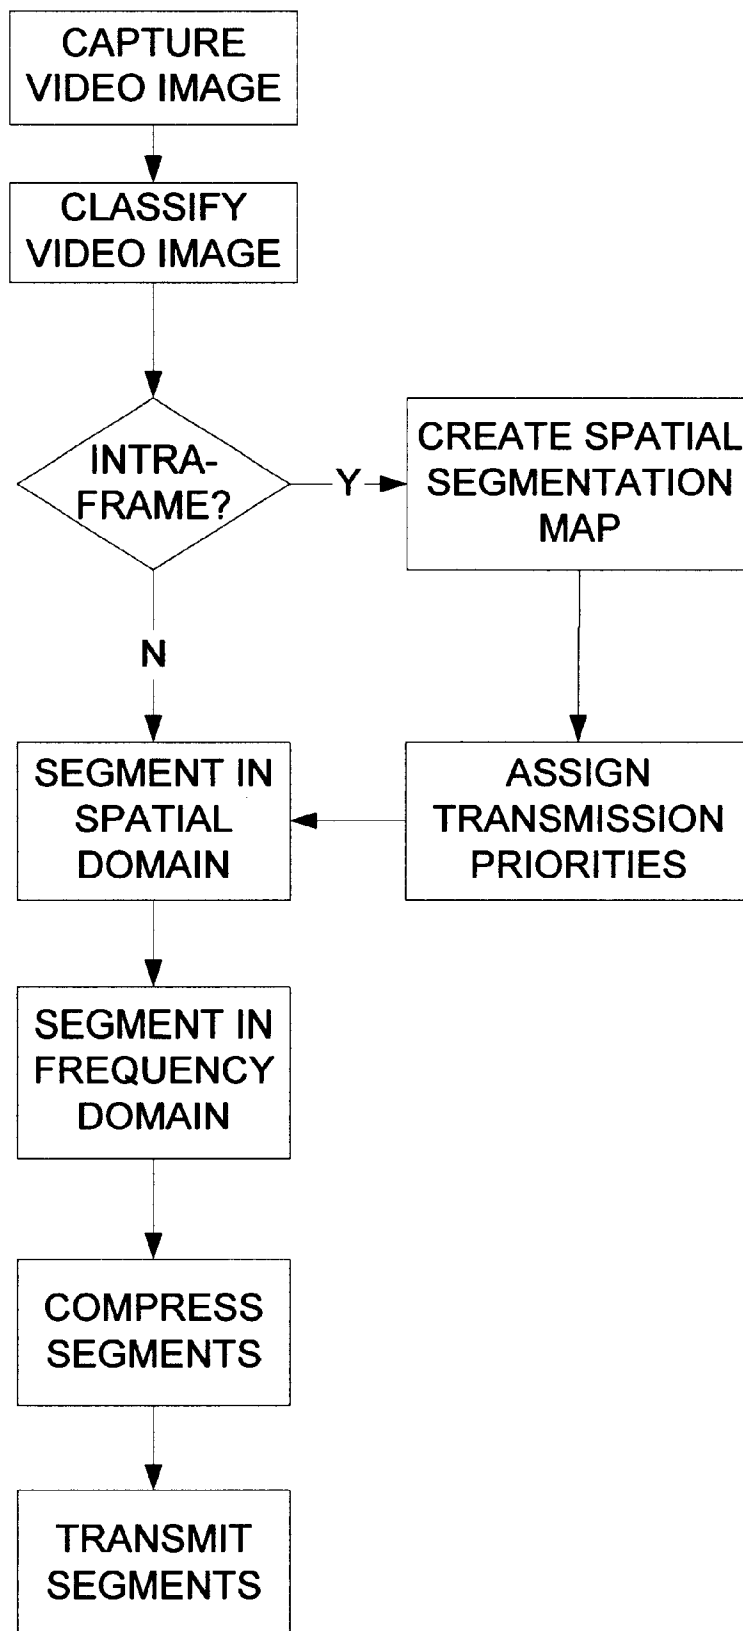 CAPTURE
VIDEO IMAGE
CLASSIFY
VIDEO IMAGE
INTRA-
FRAME?
Y
CREATE SPATIAL
SEGMENTATION
MAP
N
SEGMENT IN
SPATIAL
DOMAIN
ASSIGN
TRANSMISSION
PRIORITIES
SEGMENT IN
FREQUENCY
DOMAIN
COMPRESS
SEGMENTS
TRANSMIT
SEGMENTS